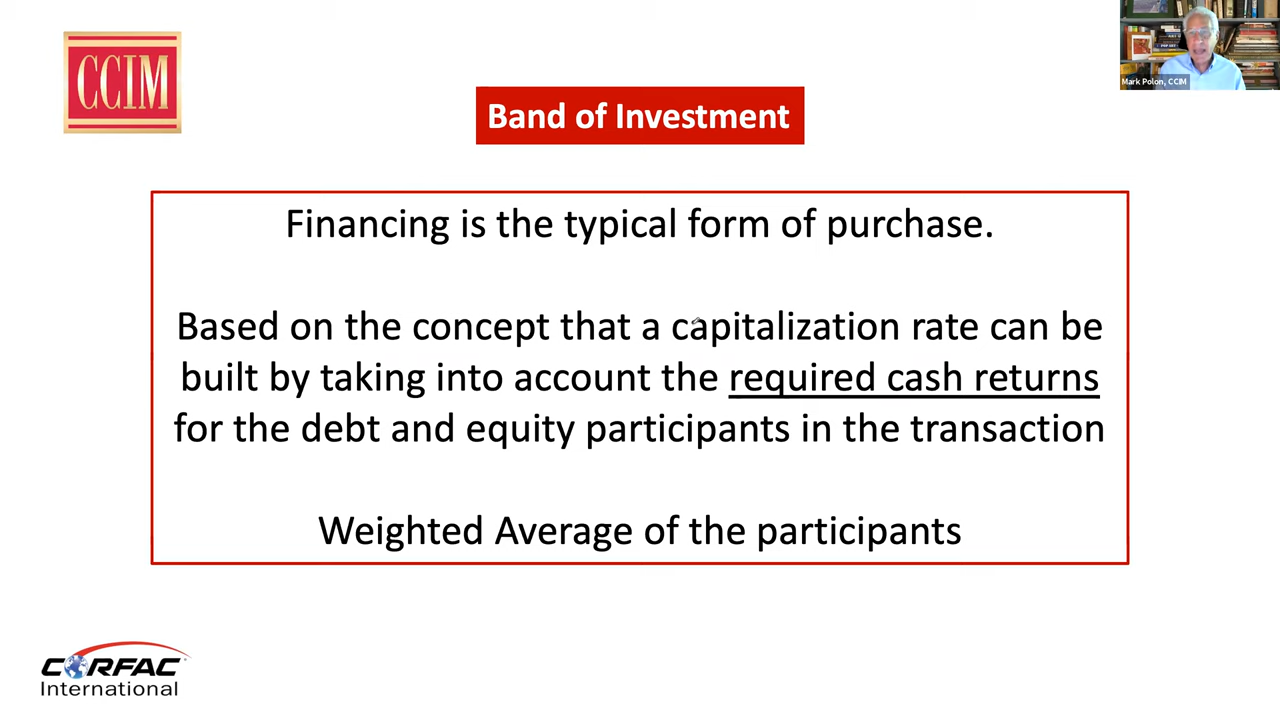 CCIM
Mark Polon, CCIM
Band of Investment
Financing is the typical form of purchase.
Based on the concept that a capitalization rate can be
built by taking into account the required cash returns
for the debt and equity participants in the transaction
Weighted Average of the participants
CORFAC
International